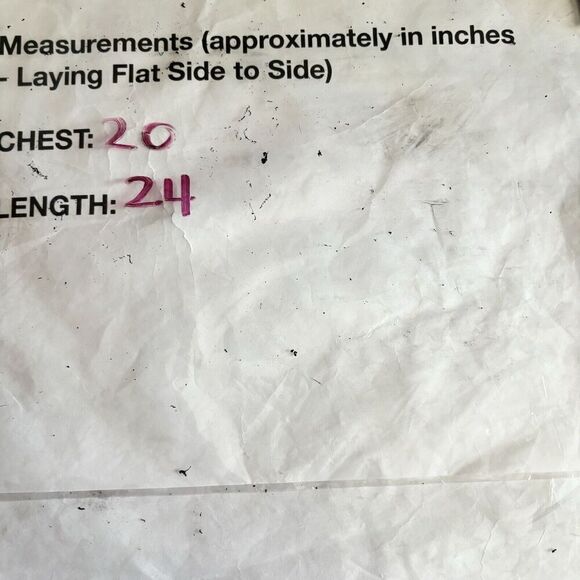 Measurements (approximately in inches
- Laying Flat Side to Side)
CHEST: 20
LENGTH: 24